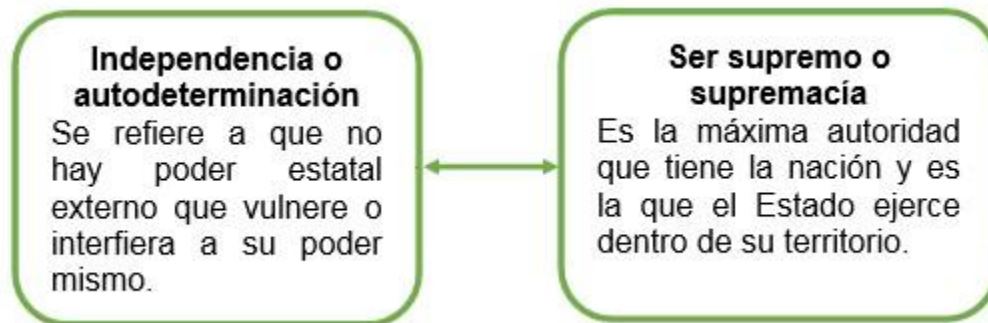 Independencia o
autodeterminación
Se refiere a que no
hay poder estatal
externo que vulnere o
interfiera a su poder
mismo.
Ser supremo o
supremacía
Es la máxima autoridad
que tiene la nación y es
la que el Estado ejerce
dentro de su territorio.